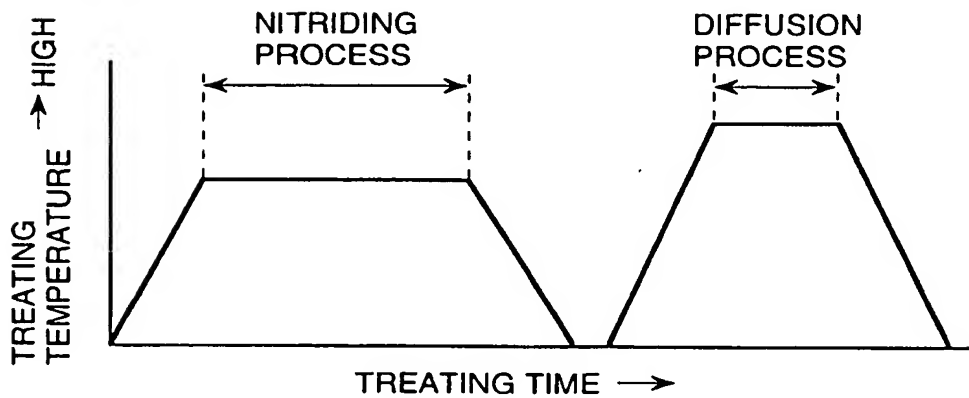 NITRIDING
PROCESS
DIFFUSION
PROCESS
TREATING
TEMPERATURE → HIGH
TREATING TIME →